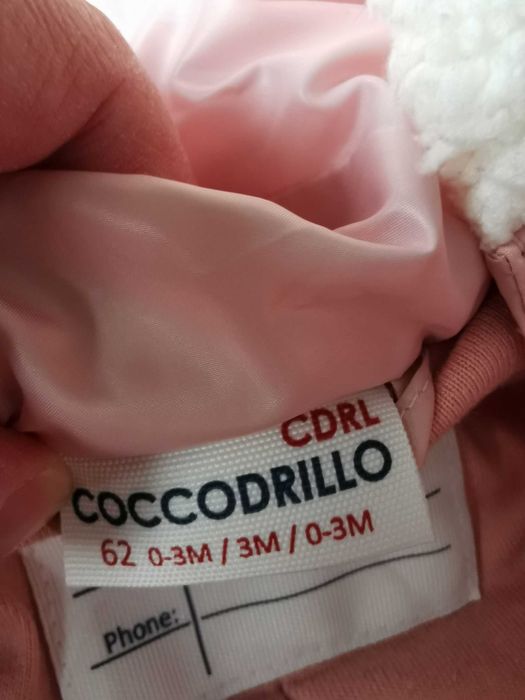 CDRL
COCCODRILLO
62 0-3M / 3M / 0-3M
Phone: